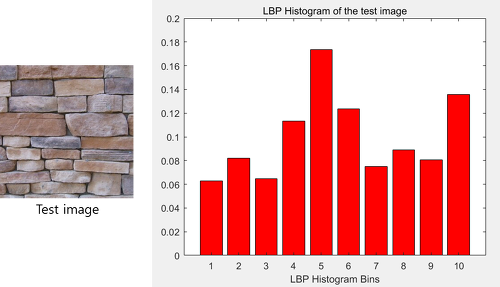 LBP Histogram of the test image
0.2
0.18
0.16
0.14
0.12
0.1
0.08
0.06
0.04
0.02
0
1 2 3 4 5 6 7 8 9 10
LBP Histogram Bins
Test image